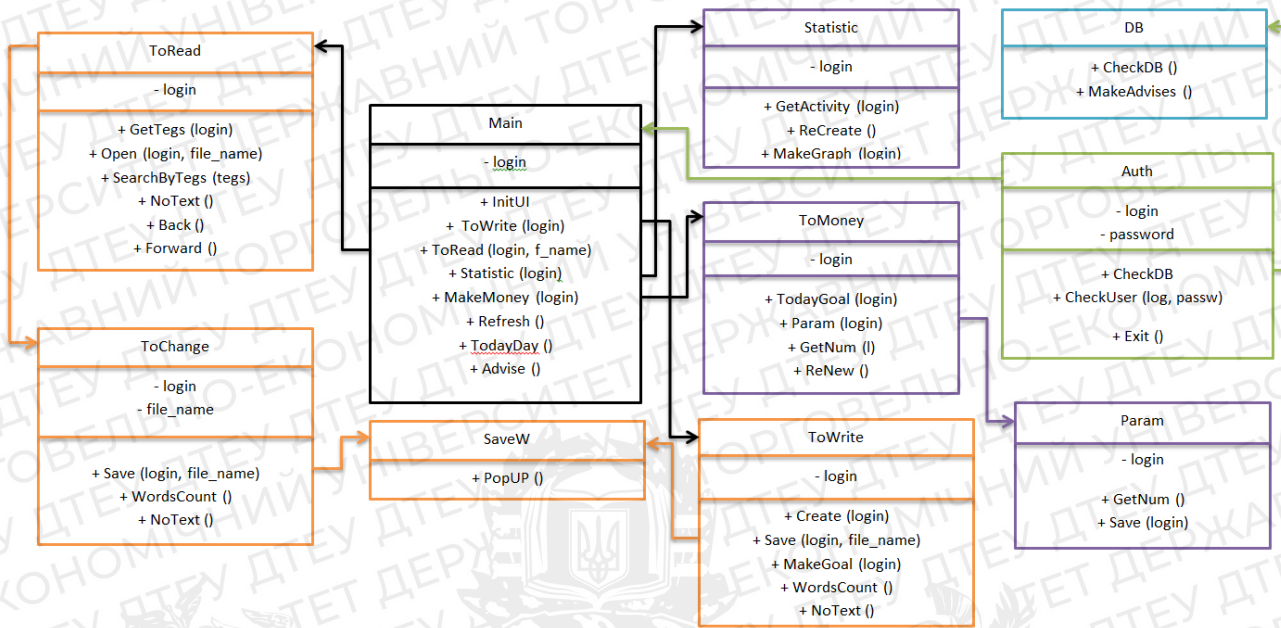 ToRead
- login
+ GetTegs (login)
+ Open (login, file_name)
+ SearchByTegs (tegs)
+ NoText ()
+ Back ()
+ Forward ()
Main
- login
+ InitUI
+ ToWrite (login)
+ ToRead (login, f_name)
+ Statistic (login)
+ MakeMoney (login)
+ Refresh ()
+ TodayDay ()
+ Advise ()
Statistic
- login
+ GetActivity (login)
+ ReCreate ()
+ MakeGraph (login)
DB
+ CheckDB ()
+ MakeAdvises ()
Auth
- login
- password
+ CheckDB
+ CheckUser (log, passw)
+ Exit ()
ToMoney
- login
+ TodayGoal (login)
+ Param (login)
+ GetNum (l)
+ ReNew ()
ToChange
- login
- file_name
+ Save (login, file_name)
+ WordsCount ()
+ NoText ()
SaveW
+ PopUP ()
ToWrite
- login
+ Create (login)
+ Save (login, file_name)
+ MakeGoal (login)
+ WordsCount ()
+ NoText ()
Param
- login
+ GetNum ()
+ Save (login)